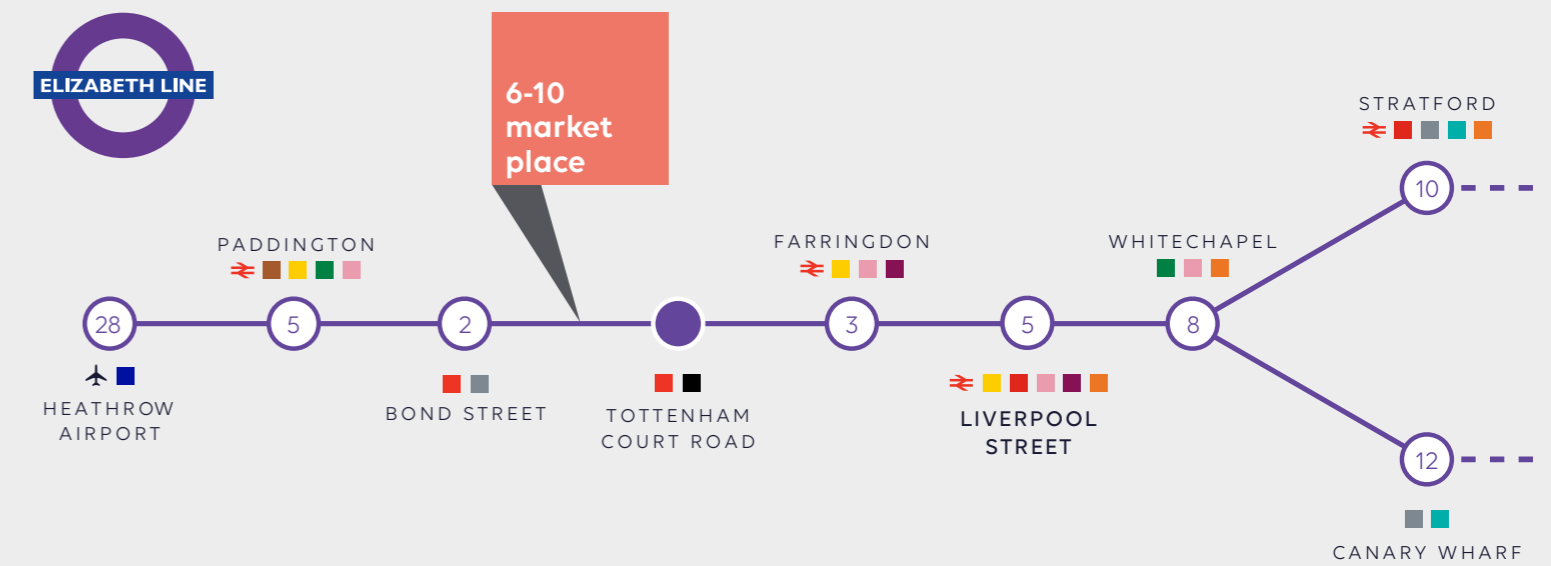 ELIZABETH LINE
6-10
market
place
STRATFORD
10
PADDINGTON
FARRINGDON
WHITECHAPEL
28
5
2
3
5
8
HEATHROW
AIRPORT
BOND STREET
TOTTENHAM
COURT ROAD
LIVERPOOL
STREET
12
CANARY WHARF